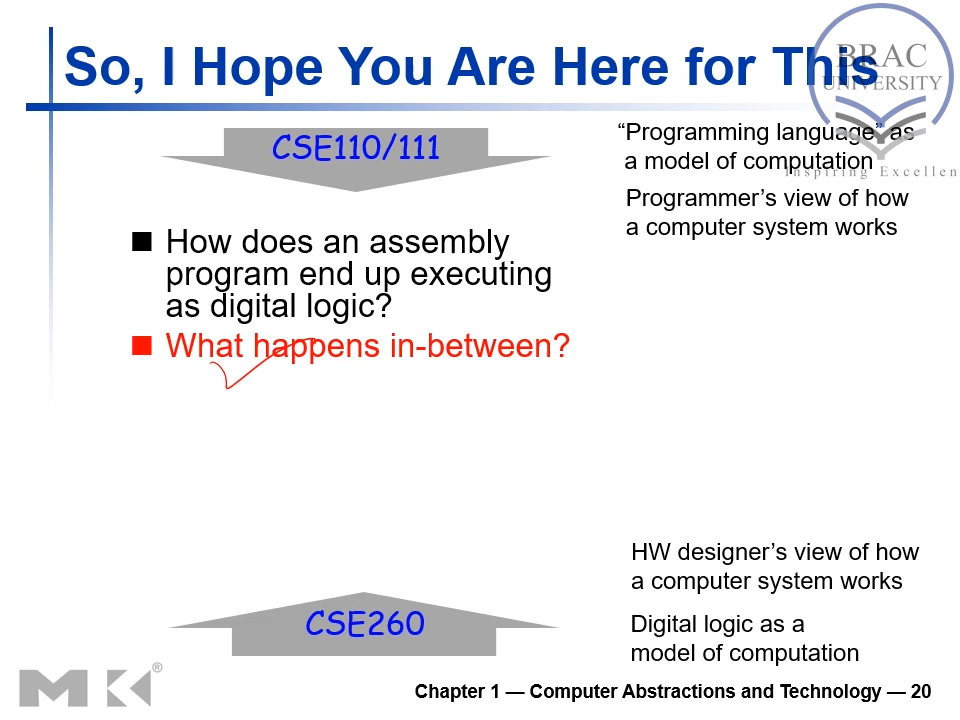 So, I Hope You Are Here for This
BRAC
UNIVERSITY
Inspiring Excellen
CSE110/111
“Programming language” as
a model of computation
Programmer’s view of how
a computer system works
■ How does an assembly
program end up executing
as digital logic?
■ What happens in-between?
HW designer’s view of how
a computer system works
CSE260
Digital logic as a
model of computation
MK®
Chapter 1 — Computer Abstractions and Technology — 20